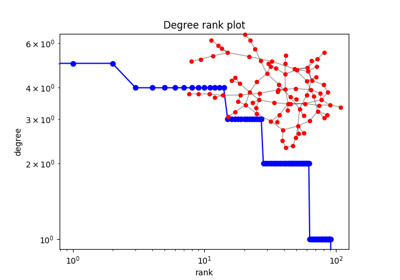 Degree rank plot
6 × 10⁰
4 × 10⁰
3 × 10⁰
2 × 10⁰
10⁰
degree
10⁰ 10¹ 10²
rank